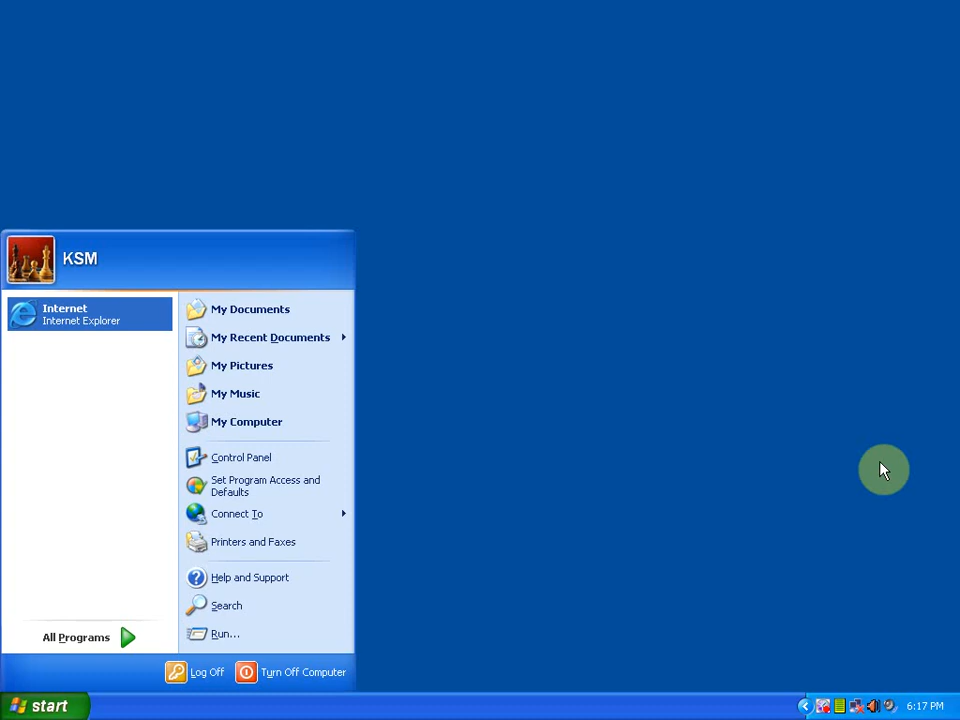 KSM
Internet
Internet Explorer
My Documents
My Recent Documents
My Pictures
My Music
My Computer
Control Panel
Set Program Access and
Defaults
Connect To
Printers and Faxes
Help and Support
Search
Run...
All Programs
Log Off
Turn Off Computer
start
6:17 PM